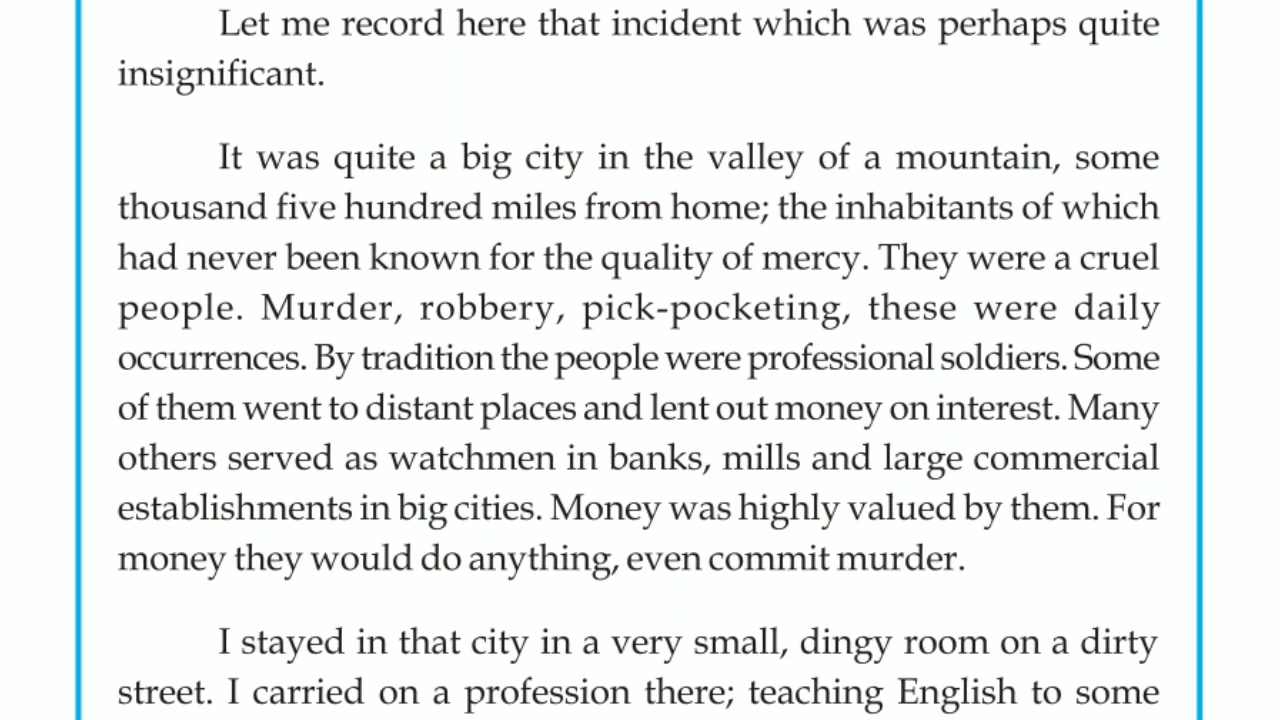 Let me record here that incident which was perhaps quite
insignificant.
It was quite a big city in the valley of a mountain, some
thousand five hundred miles from home; the inhabitants of which
had never been known for the quality of mercy. They were a cruel
people. Murder, robbery, pick-pocketing, these were daily
occurrences. By tradition the people were professional soldiers. Some
of them went to distant places and lent out money on interest. Many
others served as watchmen in banks, mills and large commercial
establishments in big cities. Money was highly valued by them. For
money they would do anything, even commit murder.
I stayed in that city in a very small, dingy room on a dirty
street. I carried on a profession there; teaching English to some